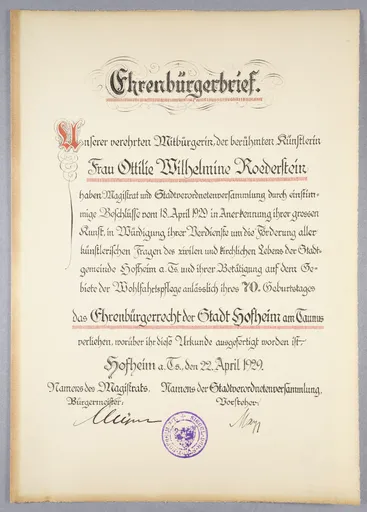 Ehrenbürgerbrief.
Unserer verehrten Mitbürgerin, der berühmten Künstlerin
Frau Ottilie Wilhelmine Roederstein
haben Magistrat und Stadtverordnetenversammlung durch einstim-
mige Beschlüsse vom 18. April 1929 in Anerkennung ihrer grossen
Kunst, in Würdigung ihrer Verdienste um die Förderung aller
künstlerischen Fragen des zivilen und kirchlichen Lebens der Stadt-
gemeinde Hofheim a. Ts. und ihrer Betätigung auf dem Ge-
biete der Wohlfahrtspflege anlässlich ihres 70. Geburtstages
das Ehrenbürgerrecht der Stadt Hofheim am Taunus
verliehen, worüber ihr diese Urkunde ausgefertigt worden ist.
Hofheim a. Ts., den 22. April 1929.
Namens des Magistrats. Namens der Stadtverordnetenversammlung.
Bürgermeister: Vorsteher: